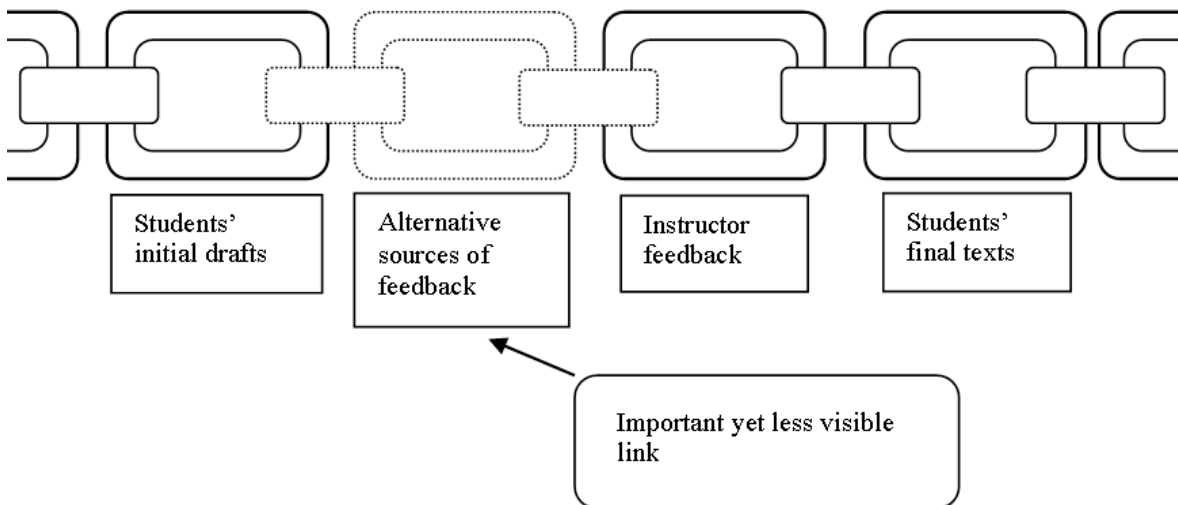 Students’
initial drafts
Alternative
sources of
feedback
Instructor
feedback
Students’
final texts
Important yet less visible
link